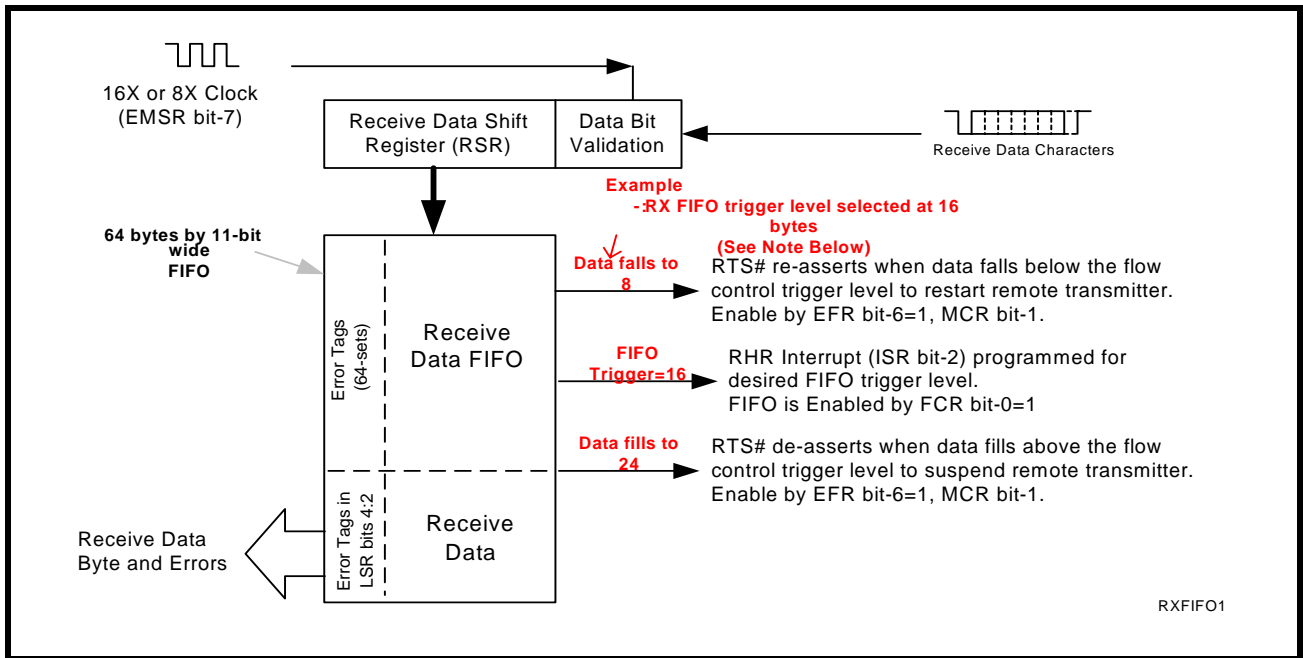 16X or 8X Clock
(EMSR bit-7)
Receive Data Shift
Register (RSR)
Data Bit
Validation
Receive Data Characters
Example
-:RX FIFO trigger level selected at 16
bytes
(See Note Below)
64 bytes by 11-bit
wide
FIFO
Data falls to
8
RTS# re-asserts when data falls below the flow
control trigger level to restart remote transmitter.
Enable by EFR bit-6=1, MCR bit-1.
Error Tags
(64-sets)
Receive
Data FIFO
FIFO
Trigger=16
RHR Interrupt (ISR bit-2) programmed for
desired FIFO trigger level.
FIFO is Enabled by FCR bit-0=1
Data fills to
24
RTS# de-asserts when data fills above the flow
control trigger level to suspend remote transmitter.
Enable by EFR bit-6=1, MCR bit-1.
Receive Data
Byte and Errors
Error Tags in
LSR bits 4:2
Receive
Data
RXFIFO1